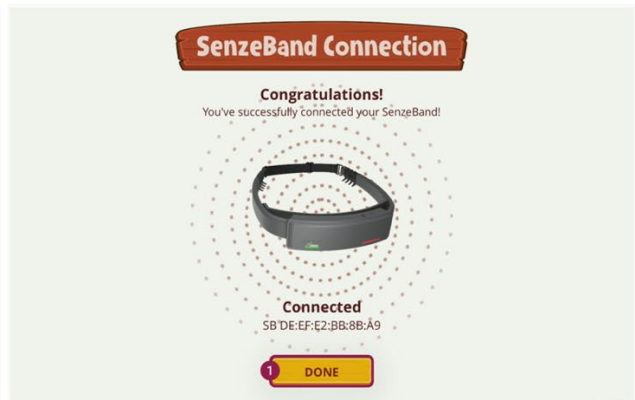 SenzeBand Connection
Congratulations!
You've successfully connected your SenzeBand!
Connected
SB DE:EF:E2:BB:8B:A9
1
DONE